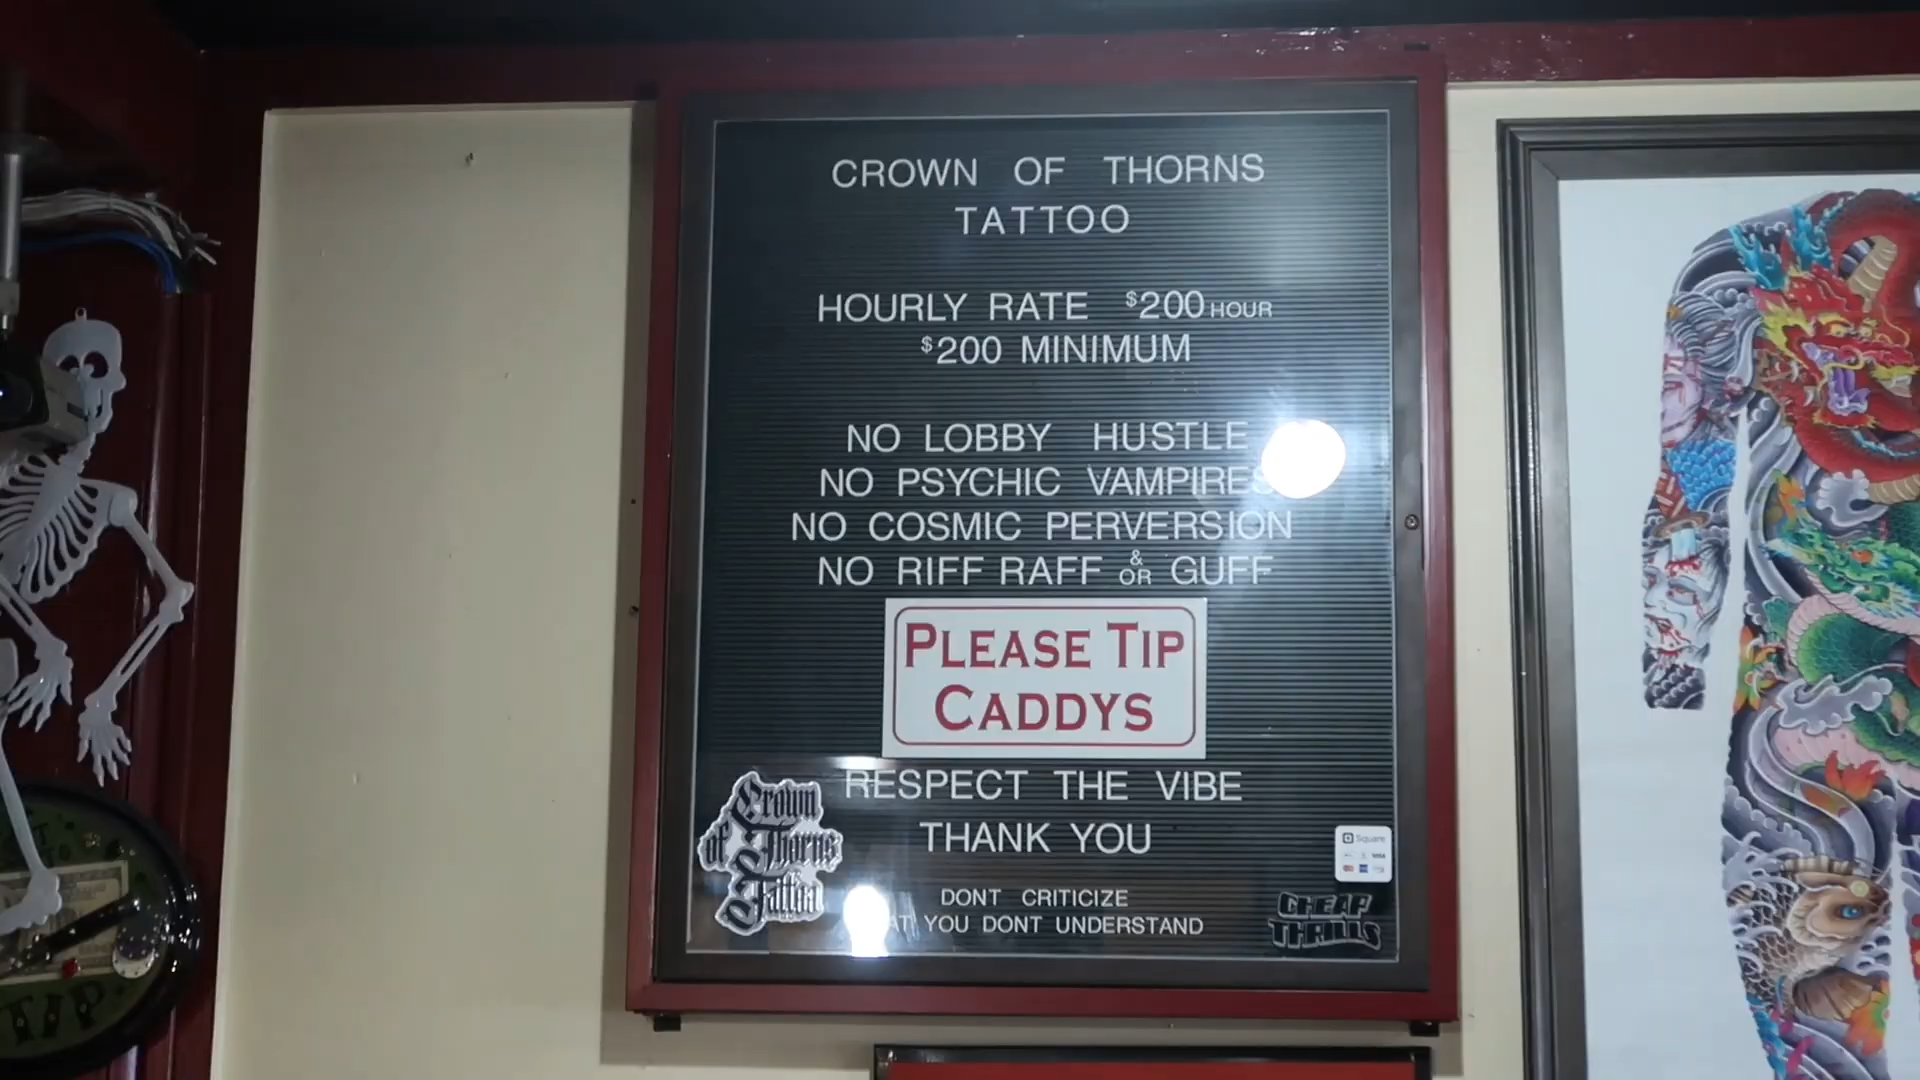 CROWN OF THORNS
TATTOO
HOURLY RATE $200 HOUR
$200 MINIMUM
NO LOBBY HUSTLE
NO PSYCHIC VAMPIRES
NO COSMIC PERVERSION
NO RIFF RAFF & OR GUFF
PLEASE TIP
CADDYS
RESPECT THE VIBE
THANK YOU
DONT CRITICIZE
YOU DONT UNDERSTAND
Crown
of Thorns
Tattoo
Square
VISA
CHEAP
THRILLS
TIP